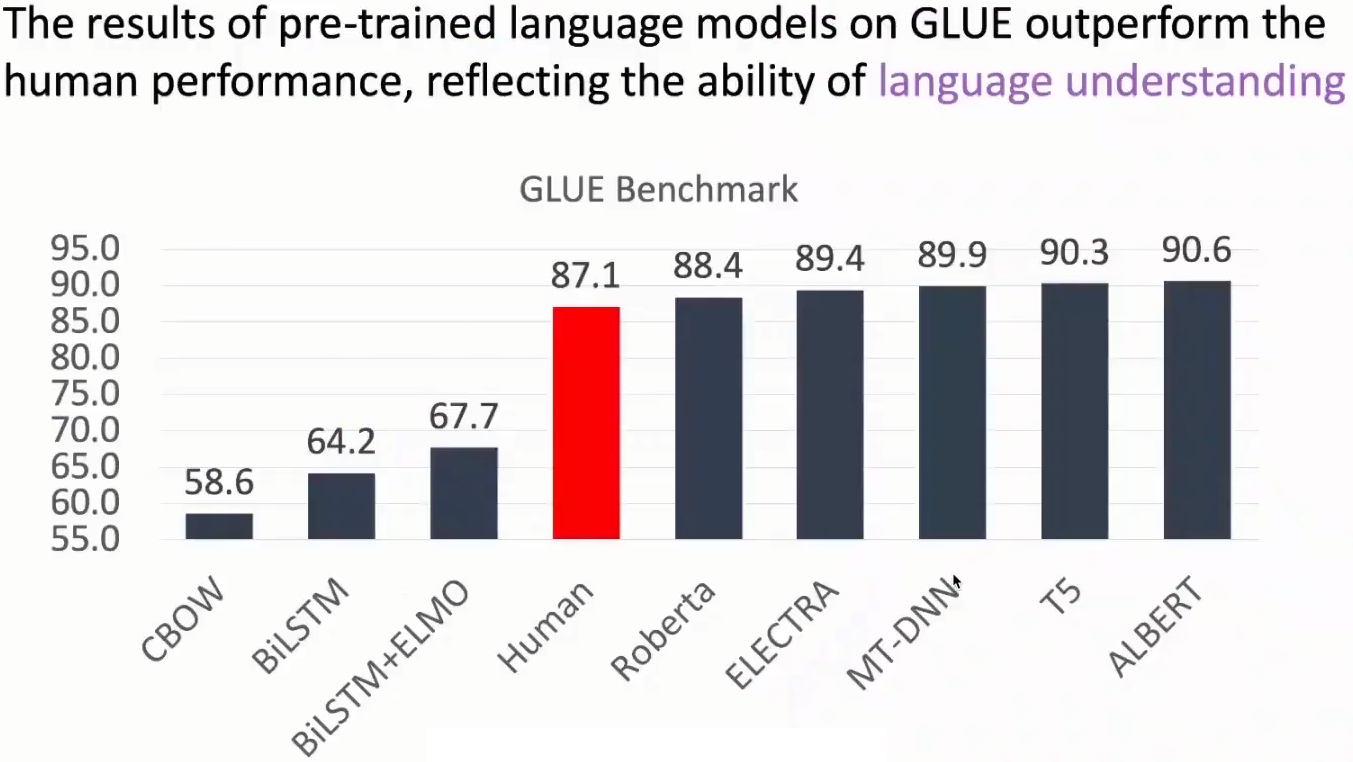 The results of pre-trained language models on GLUE outperform the
human performance, reflecting the ability of language understanding
GLUE Benchmark
95.0
90.0
85.0
80.0
75.0
70.0
65.0
60.0
55.0
58.6
64.2
67.7
87.1
88.4
89.4
89.9
90.3
90.6
CBOW
BiLSTM
BiLSTM+ELMO
Human
Roberta
ELECTRA
MT-DNN
T5
ALBERT